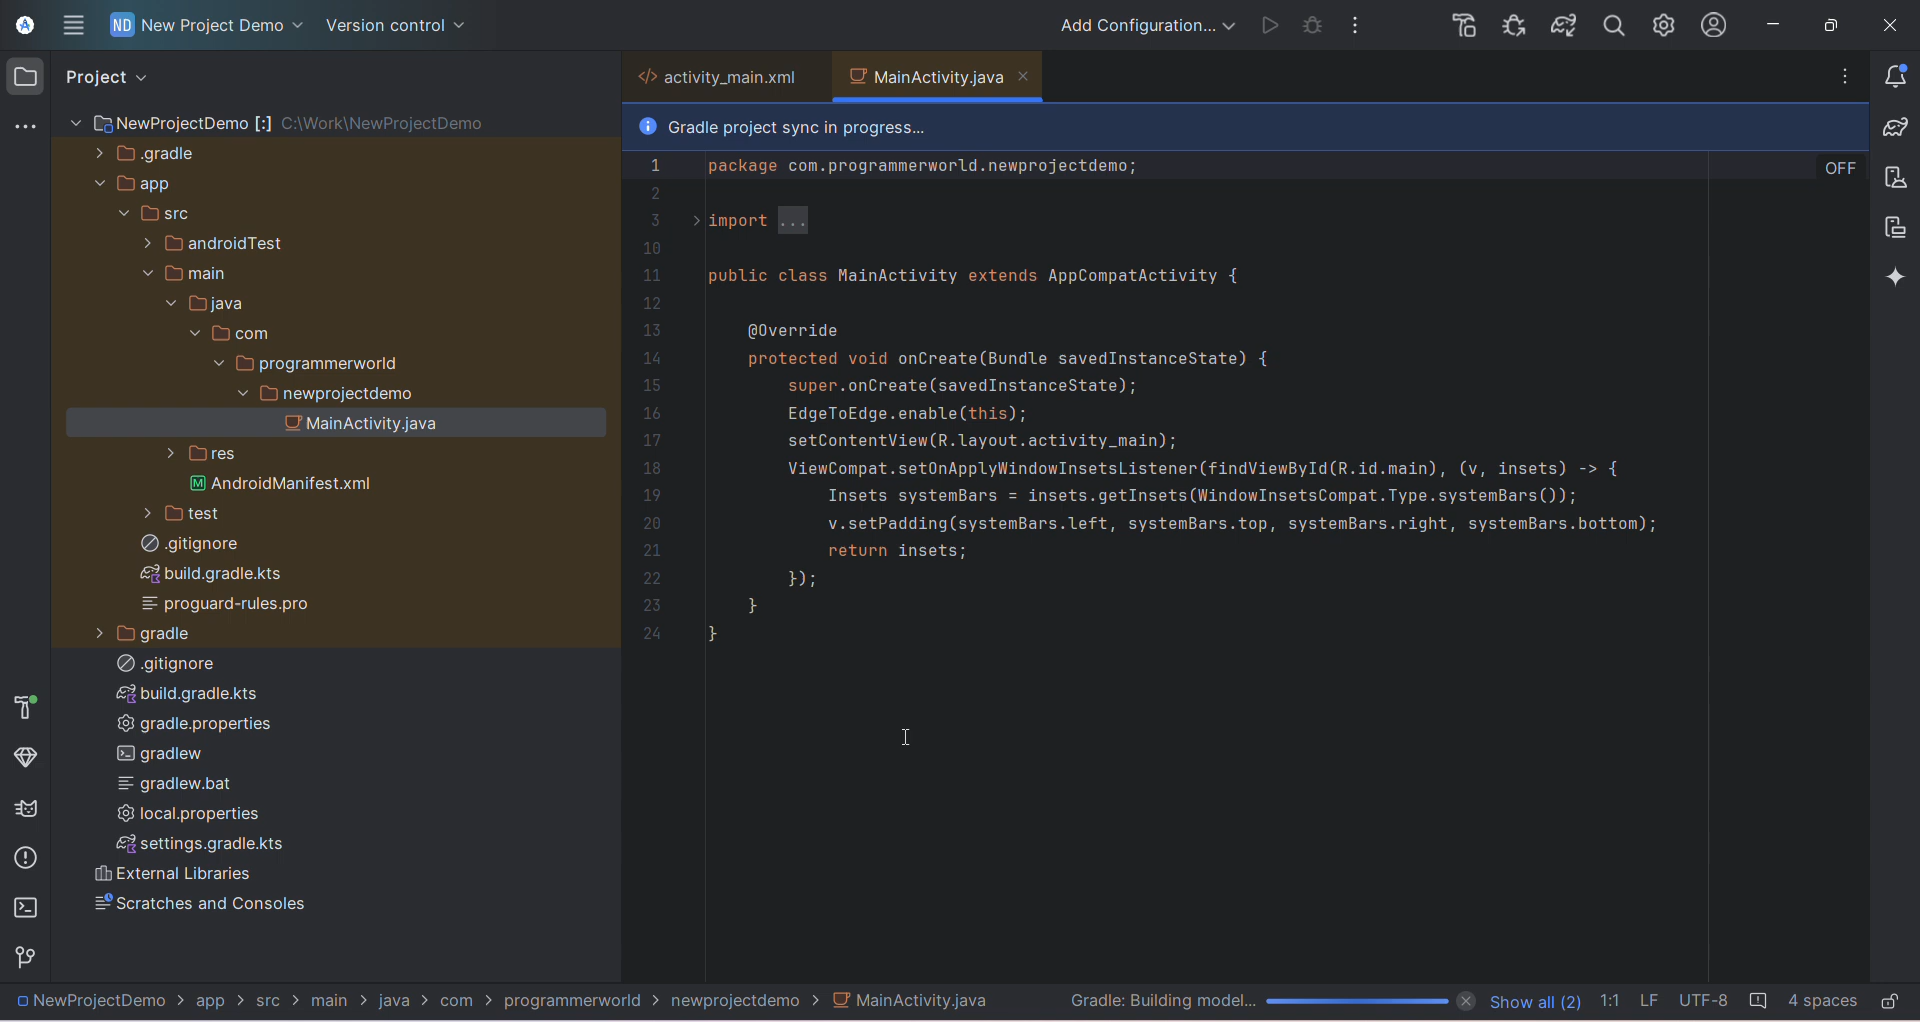 ND New Project Demo Version control Add Configuration...
Project
activity_main.xml MainActivity.java
Gradle project sync in progress...
NewProjectDemo [:] C:\Work\NewProjectDemo
.gradle
app
src
androidTest
main
java
com
programmerworld
newprojectdemo
MainActivity.java
res
M AndroidManifest.xml
test
.gitignore
build.gradle.kts
proguard-rules.pro
gradle
.gitignore
build.gradle.kts
gradle.properties
gradlew
gradlew.bat
local.properties
settings.gradle.kts
External Libraries
Scratches and Consoles
1 package com.programmerworld.newprojectdemo;
OFF
2
3 import ...
10
11 public class MainActivity extends AppCompatActivity {
12
13 @Override
14 protected void onCreate(Bundle savedInstanceState) {
15 super.onCreate(savedInstanceState);
16 EdgeToEdge.enable(this);
17 setContentView(R.layout.activity_main);
18 ViewCompat.setOnApplyWindowInsetsListener(findViewById(R.id.main), (v, insets) -> {
19 Insets systemBars = insets.getInsets(WindowInsetsCompat.Type.systemBars());
20 v.setPadding(systemBars.left, systemBars.top, systemBars.right, systemBars.bottom);
21 return insets;
22 });
23 }
24 }
NewProjectDemo > app > src > main > java > com > programmerworld > newprojectdemo > MainActivity.java Gradle: Building model... Show all (2) 1:1 LF UTF-8 4 spaces